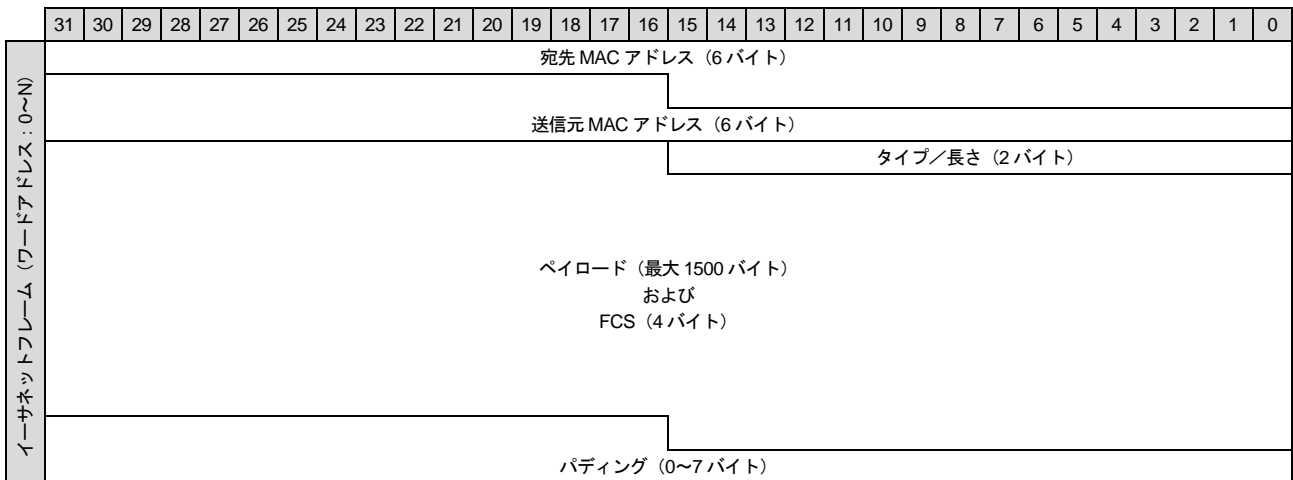 31 30 29 28 27 26 25 24 23 22 21 20 19 18 17 16 15 14 13 12 11 10 9 8 7 6 5 4 3 2 1 0
イーサネットフレーム（ワードアドレス：0～N）
宛先 MAC アドレス（6 バイト）
送信元 MAC アドレス（6 バイト）
タイプ／長さ（2 バイト）
ペイロード（最大 1500 バイト）
および
FCS（4 バイト）
パディング（0～7 バイト）